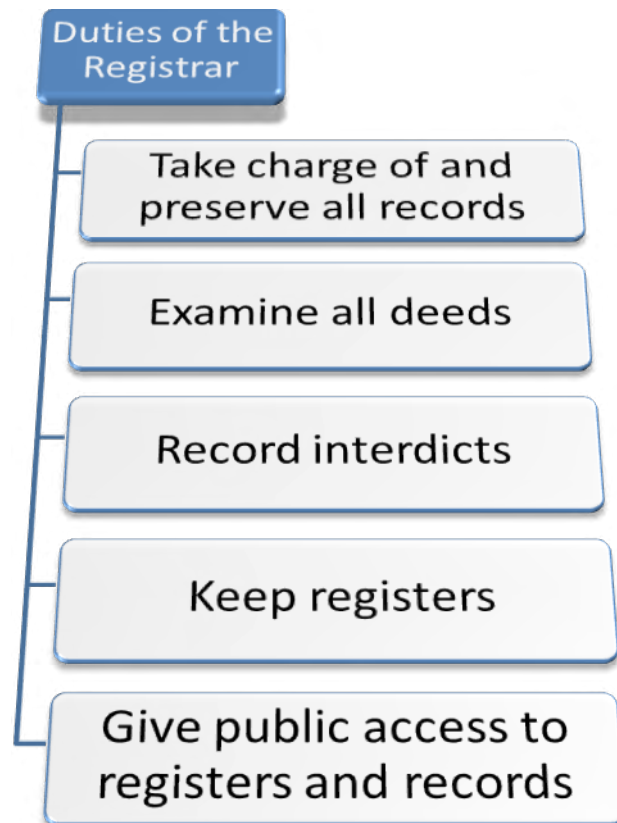 Duties of the
Registrar
Take charge of and
preserve all records
Examine all deeds
Record interdicts
Keep registers
Give public access to
registers and records